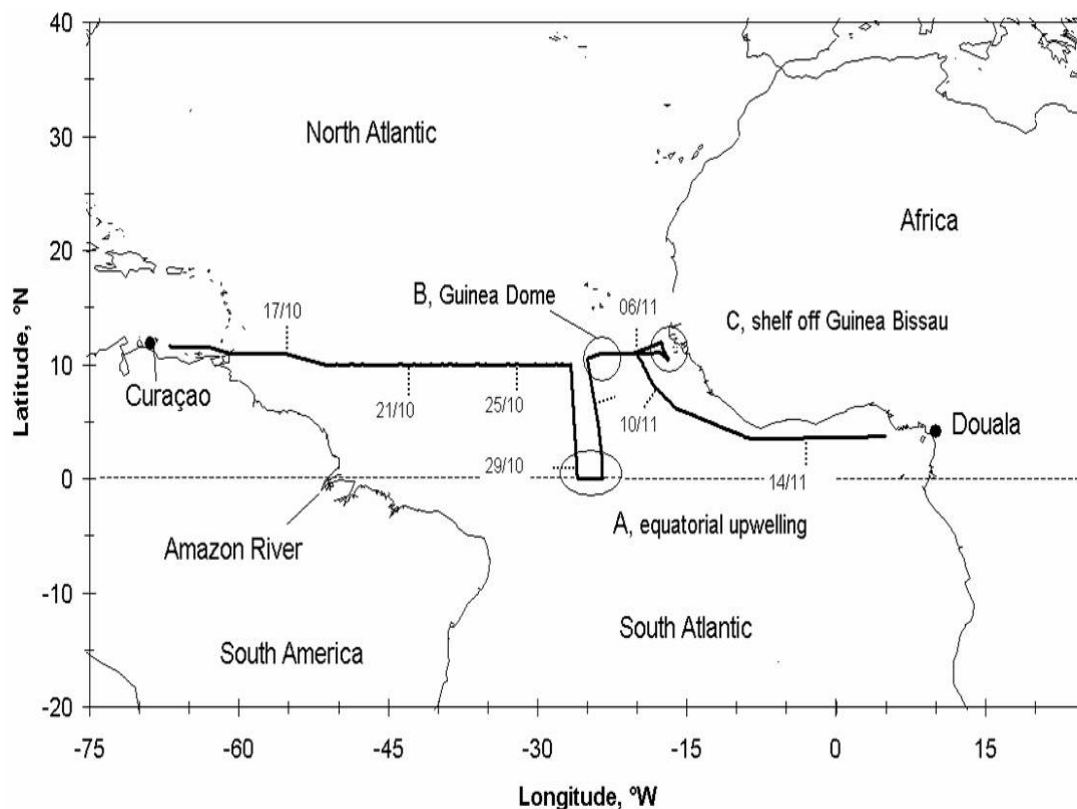 40
30
20
10
0
-10
-20
Latitude, °N
North Atlantic
Africa
B, Guinea Dome
06/11
C, shelf off Guinea Bissau
17/10
Curaçao
21/10
25/10
10/11
Douala
29/10
14/11
A, equatorial upwelling
Amazon River
South America
South Atlantic
-75
-60
-45
-30
-15
0
15
Longitude, °W